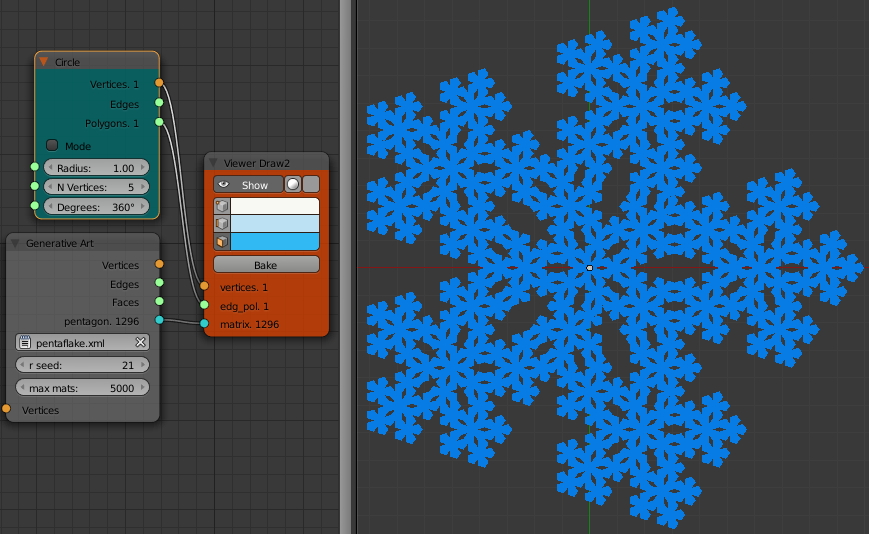 Circle
Vertices. 1
Edges
Polygons. 1
Mode
Radius: 1.00
N Vertices: 5
Degrees: 360°
Viewer Draw2
Show
Bake
vertices. 1
edg_pol. 1
matrix. 1296
Generative Art
Vertices
Edges
Faces
pentagon. 1296
pentaflake.xml
r seed: 21
max mats: 5000
Vertices